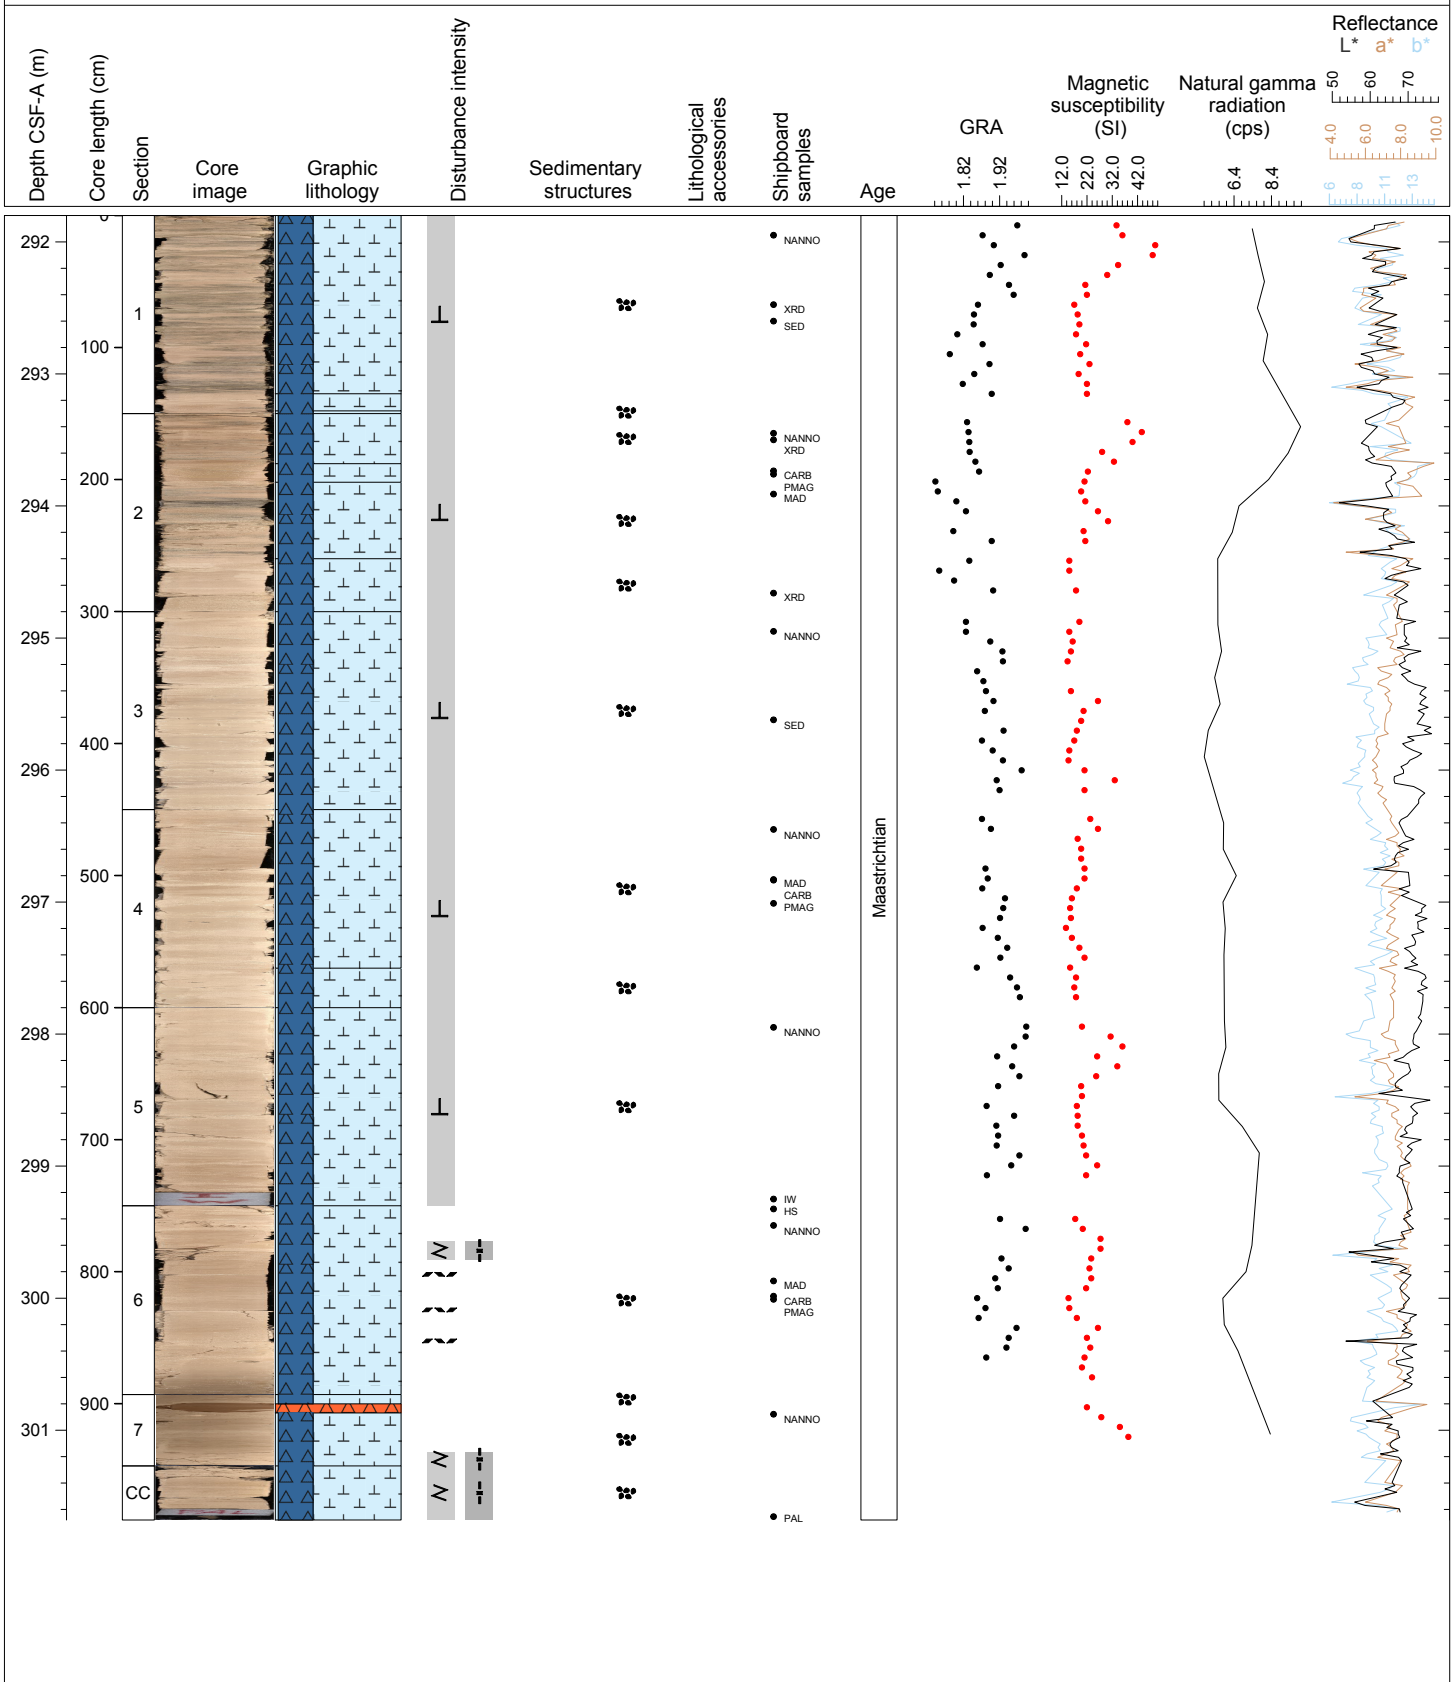 Depth CSF-A (m)
Core length (cm)
Section
Core
image
Graphic
lithology
Disturbance intensity
Sedimentary
structures
Lithological
accessories
Shipboard
samples
Age
GRA
1.82
1.92
Magnetic
susceptibility
(SI)
12.0
22.0
32.0
42.0
Natural gamma
radiation
(cps)
6.4
8.4
Reflectance
L* a* b*
50
60
70
4.0
6.0
8.0
10.0
6
8
11
13
0
292
NANNO
XRD
1
SED
100
293
NANNO
XRD
200
CARB
PMAG
MAD
294
2
XRD
300
295
NANNO
3
SED
400
296
NANNO
Maastrichtian
500
MAD
CARB
297
4
PMAG
600
298
NANNO
5
700
299
IW
HS
NANNO
800
MAD
300
6
CARB
PMAG
900
NANNO
301
7
CC
PAL